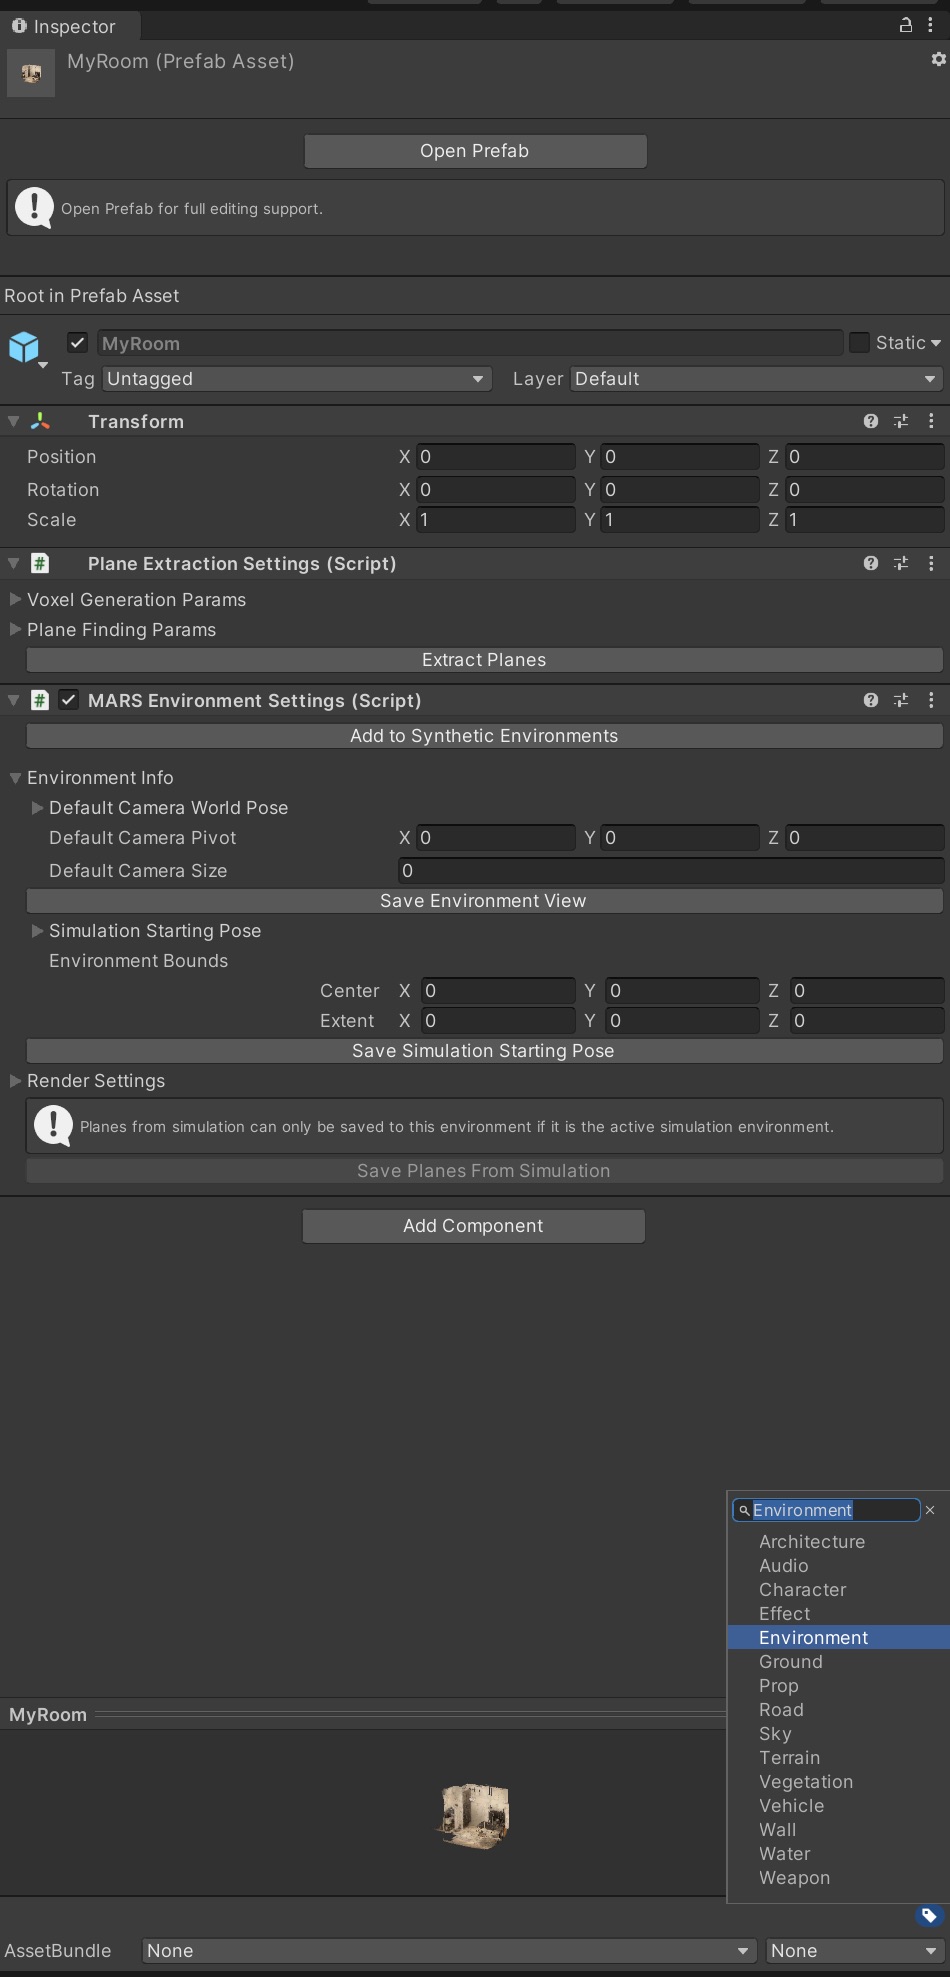 Inspector
MyRoom (Prefab Asset)
Open Prefab
Open Prefab for full editing support.
Root in Prefab Asset
MyRoom Static
Tag Untagged Layer Default
Transform
Position X 0 Y 0 Z 0
Rotation X 0 Y 0 Z 0
Scale X 1 Y 1 Z 1
# Plane Extraction Settings (Script)
Voxel Generation Params
Plane Finding Params
Extract Planes
# MARS Environment Settings (Script)
Add to Synthetic Environments
Environment Info
Default Camera World Pose
Default Camera Pivot X 0 Y 0 Z 0
Default Camera Size 0
Save Environment View
Simulation Starting Pose
Environment Bounds
Center X 0 Y 0 Z 0
Extent X 0 Y 0 Z 0
Save Simulation Starting Pose
Render Settings
Planes from simulation can only be saved to this environment if it is the active simulation environment.
Save Planes From Simulation
Add Component
Environment
Architecture
Audio
Character
Effect
Environment
Ground
Prop
Road
Sky
Terrain
Vegetation
Vehicle
Wall
Water
Weapon
MyRoom
AssetBundle None None